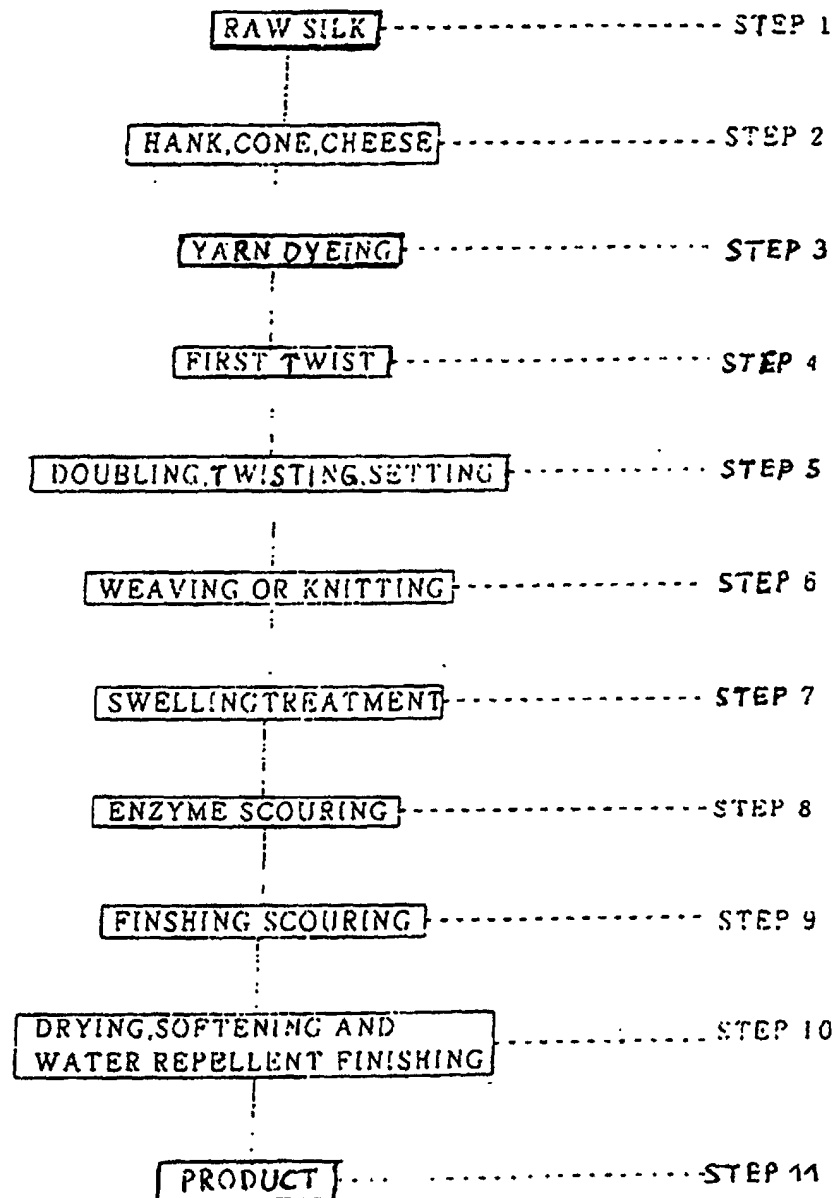 RAW SILK STEP 1
HANK,CONE,CHEESE STEP 2
YARN DYEING STEP 3
FIRST TWIST STEP 4
DOUBLING,TWISTING,SETTING STEP 5
WEAVING OR KNITTING STEP 6
SWELLINGTREATMENT STEP 7
ENZYME SCOURING STEP 8
FINSHING SCOURING STEP 9
DRYING,SOFTENING AND STEP 10
WATER REPELLENT FINISHING
PRODUCT STEP 11